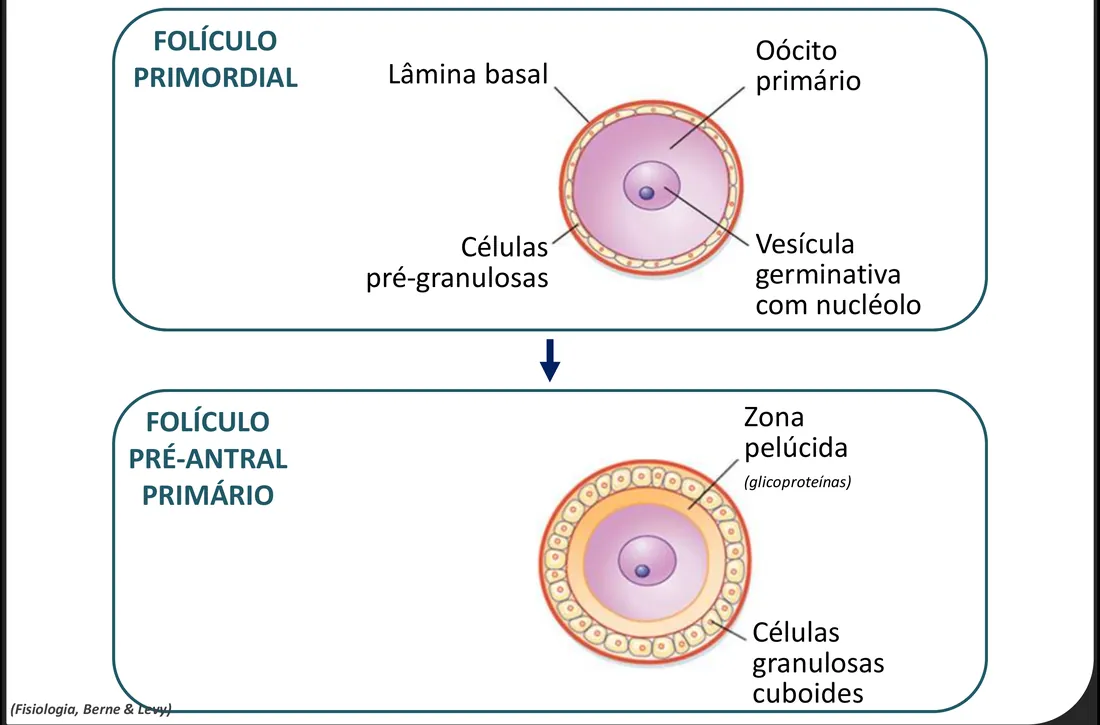 FOLÍCULO
PRIMORDIAL
Lâmina basal
Oócito
primário
Células
pré-granulosas
Vesícula
germinativa
com nucléolo
FOLÍCULO
PRÉ-ANTRAL
PRIMÁRIO
Zona
pelúcida
(glicoproteínas)
Células
granulosas
cuboides
(Fisiologia, Berne & Levy)